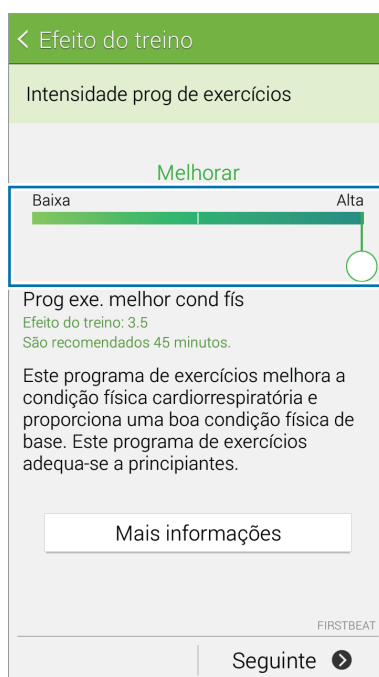 Efeito do treino
Intensidade prog de exercícios
Melhorar
Baixa Alta
Prog exe. melhor cond fís
Efeito do treino: 3.5
São recomendados 45 minutos.
Este programa de exercícios melhora a
condição física cardiorrespiratória e
proporciona uma boa condição física de
base. Este programa de exercícios
adequa-se a principiantes.
Mais informações
FIRSTBEAT
Seguinte